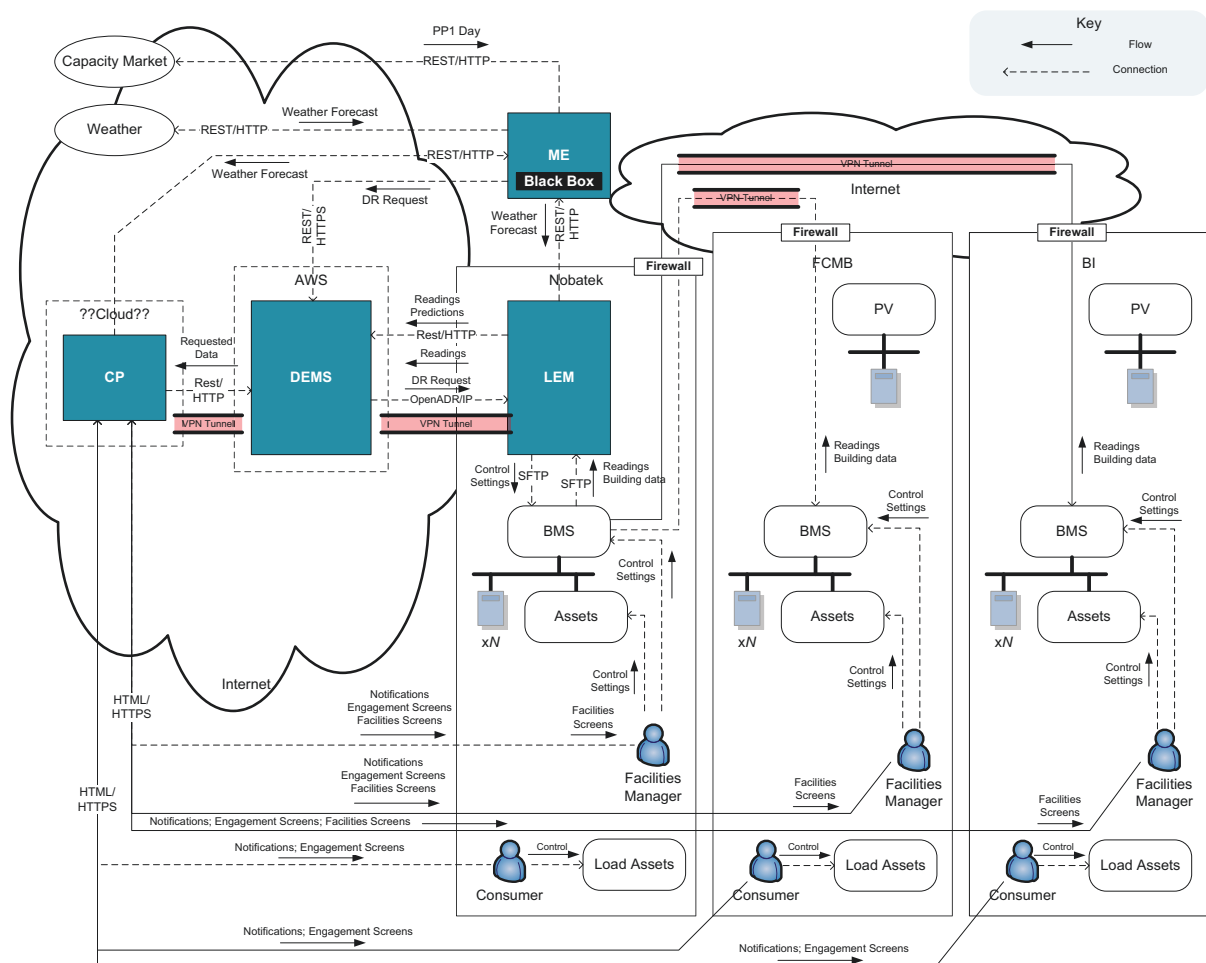 PP1 Day
Key
Flow
Connection
Capacity Market
REST/HTTP
Weather Forecast
Weather
REST/HTTP
REST/HTTP
ME
Black Box
Weather Forecast
DR Request
VPN Tunnel
Internet
VPN Tunnel
REST/
HTTPS
Weather
Forecast
REST/
HTTP
Firewall
Firewall
Firewall
FCMB
BI
AWS
Nobatek
??Cloud??
Readings
Predictions
Rest/HTTP
PV
PV
Requested
Data
Readings
CP
DEMS
LEM
Rest/
HTTP
DR Request
OpenADR/IP
VPN Tunnel
VPN Tunnel
Control
Settings
SFTP
SFTP
Readings
Building data
Readings
Building data
Readings
Building data
Control
Settings
Control
Settings
BMS
BMS
BMS
Control
Settings
Assets
Assets
Assets
xN
xN
xN
Control
Settings
Control
Settings
Control
Settings
Internet
HTML/
HTTPS
Notifications
Engagement Screens
Facilities Screens
Facilities
Screens
Facilities
Manager
Facilities
Manager
Facilities
Manager
HTML/
HTTPS
Notifications
Engagement Screens
Facilities Screens
Facilities
Screens
Facilities
Screens
Notifications; Engagement Screens; Facilities Screens
Notifications; Engagement Screens
Control
Control
Control
Load Assets
Load Assets
Load Assets
Consumer
Consumer
Consumer
Notifications; Engagement Screens
Notifications; Engagement Screens